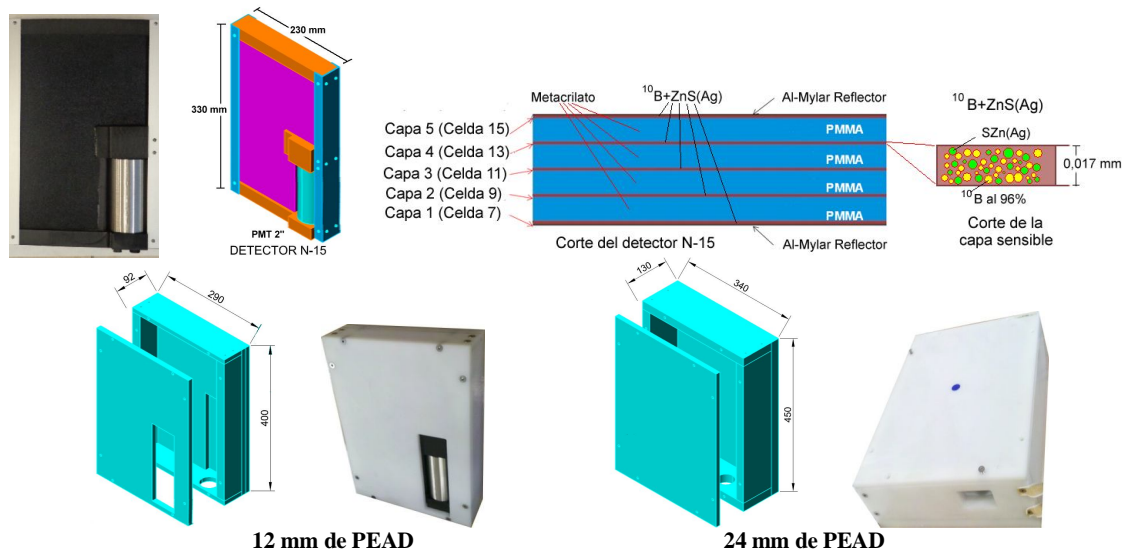 230 mm
330 mm
PMT 2"
DETECTOR N-15
Metacrilato
¹⁰B+ZnS(Ag)
Al-Mylar Reflector
Capa 5 (Celda 15)
Capa 4 (Celda 13)
Capa 3 (Celda 11)
Capa 2 (Celda 9)
Capa 1 (Celda 7)
PMMA
PMMA
PMMA
PMMA
Corte del detector N-15
Al-Mylar Reflector
¹⁰B+ZnS(Ag)
SZn(Ag)
0,017 mm
¹⁰B al 96%
Corte de la
capa sensible
92
290
400
12 mm de PEAD
130
340
450
24 mm de PEAD